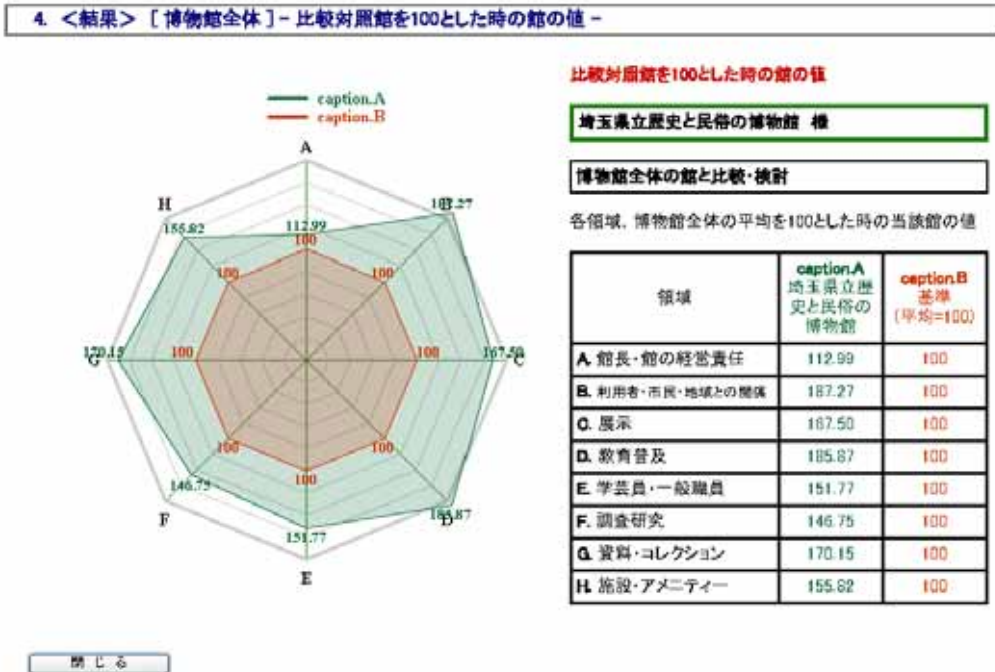 4. ＜結果＞ [ 博物館全体 ] - 比較対照館を100とした時の館の値 -
比較対照館を100とした時の館の値
caption.A
caption.B
埼玉県立歴史と民俗の博物館 様
博物館全体の館と比較・検討
各領域，博物館全体の平均を100とした時の当該館の値
A
B
C
D
E
F
G
H
112.99
187.27
167.50
185.87
151.77
146.75
170.15
155.82
100
100
100
100
100
100
100
100
領域 caption.A 埼玉県立歴史と民俗の博物館 caption.B 基準 (平均=100)
A. 館長・館の経営責任 112.99 100
B. 利用者・市民・地域との関係 187.27 100
C. 展示 167.50 100
D. 教育普及 185.87 100
E. 学芸員・一般職員 151.77 100
F. 調査研究 146.75 100
G. 資料・コレクション 170.15 100
H. 施設・アメニティー 155.82 100
閉じる